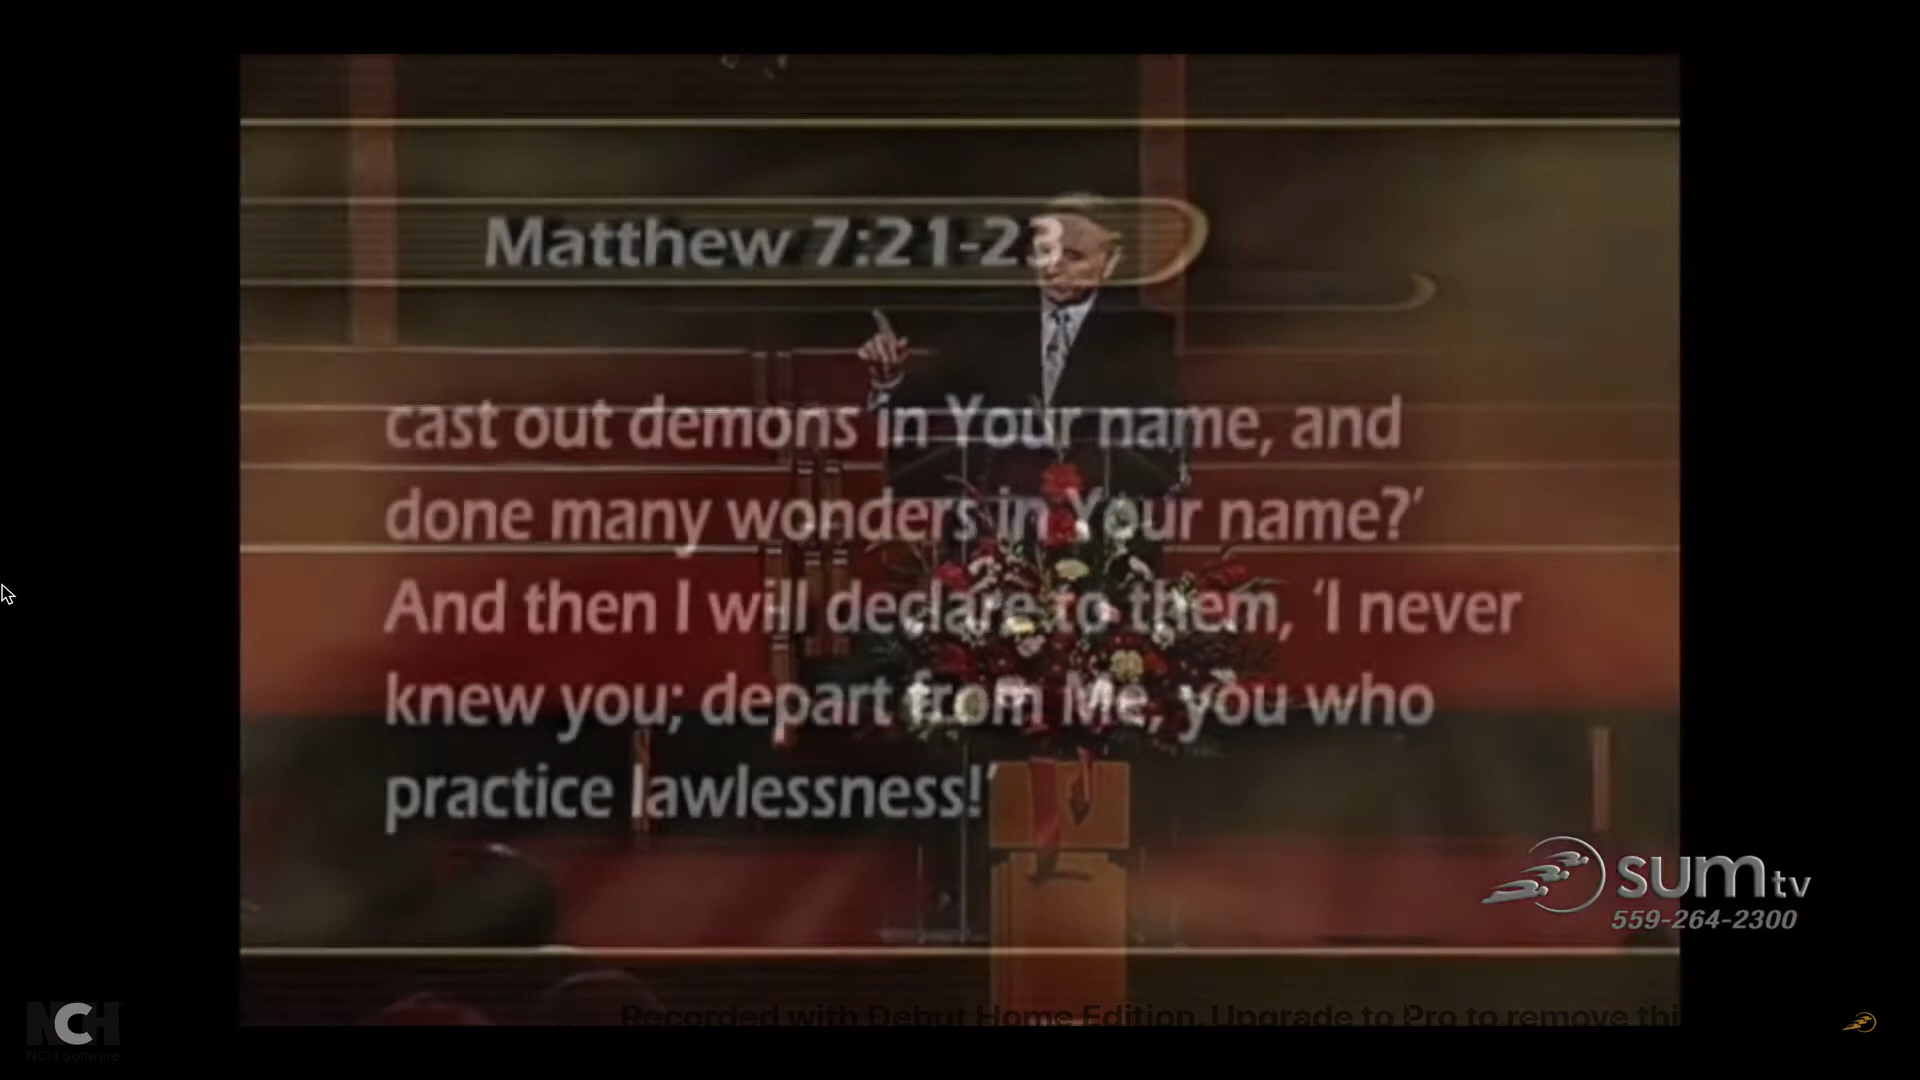 Matthew 7:21-23
cast out demons in Your name, and
done many wonders in Your name?’
And then I will declare to them, ‘I never
knew you; depart from Me, you who
practice lawlessness!’
sumtv
559-264-2300
NCH
NCH Software
Recorded with Debut Home Edition. Upgrade to Pro to remove thi